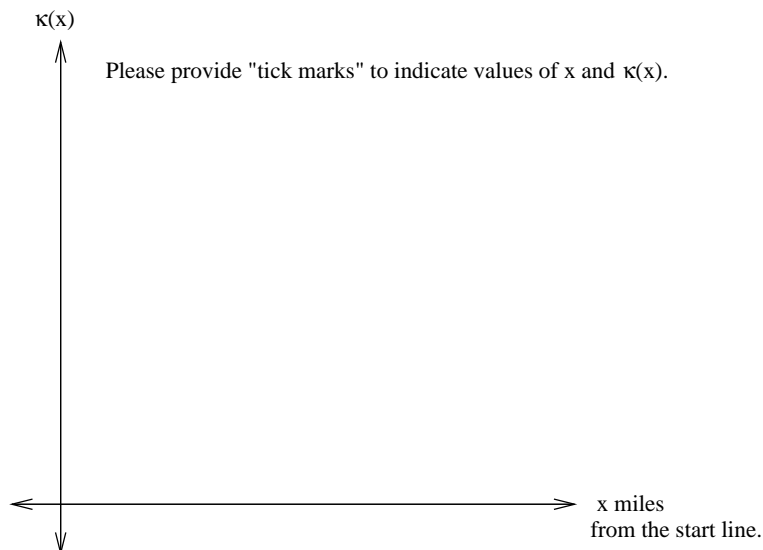 κ(x)
Please provide "tick marks" to indicate values of x and κ(x).
x miles
from the start line.